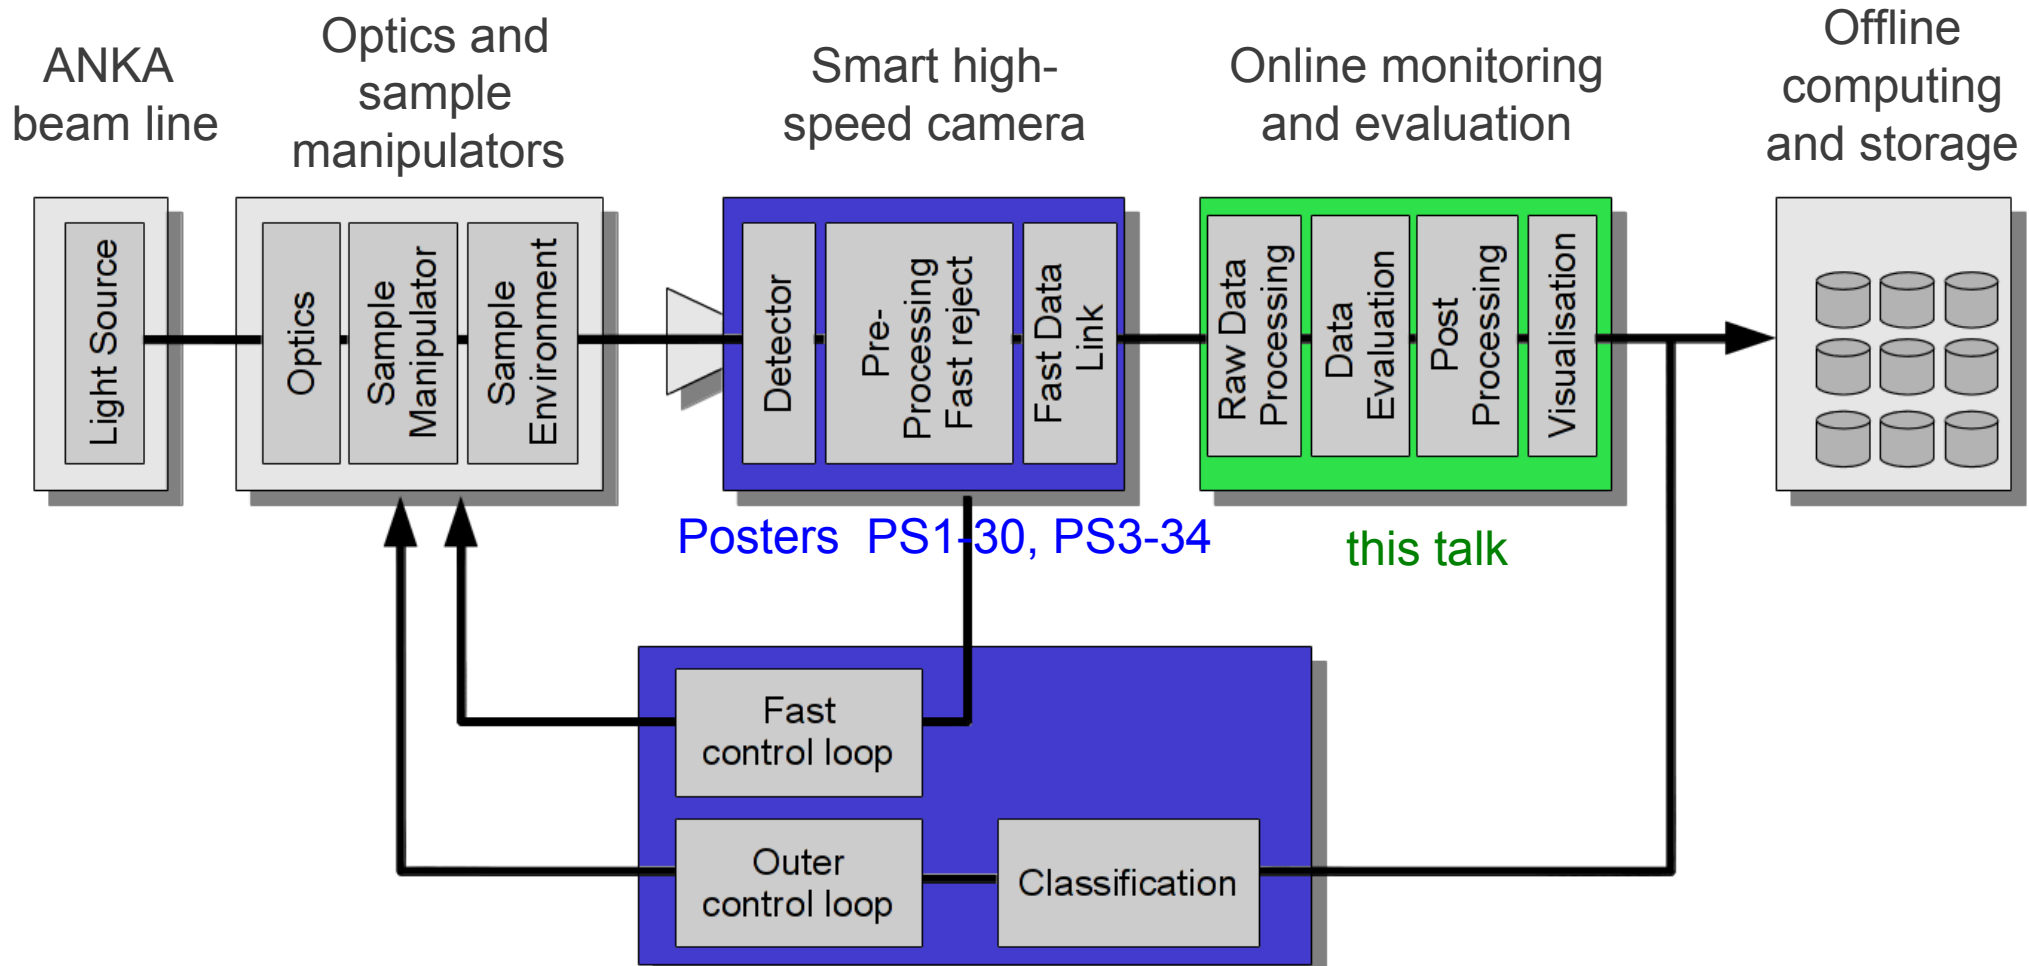 ANKA
beam line
Optics and
sample
manipulators
Smart high-
speed camera
Online monitoring
and evaluation
Offline
computing
and storage
Light Source
Optics
Sample
Manipulator
Sample
Environment
Detector
Pre-
Processing
Fast reject
Fast Data
Link
Raw Data
Processing
Data
Evaluation
Post
Processing
Visualisation
Posters  PS1-30, PS3-34
this talk
Fast
control loop
Outer
control loop
Classification